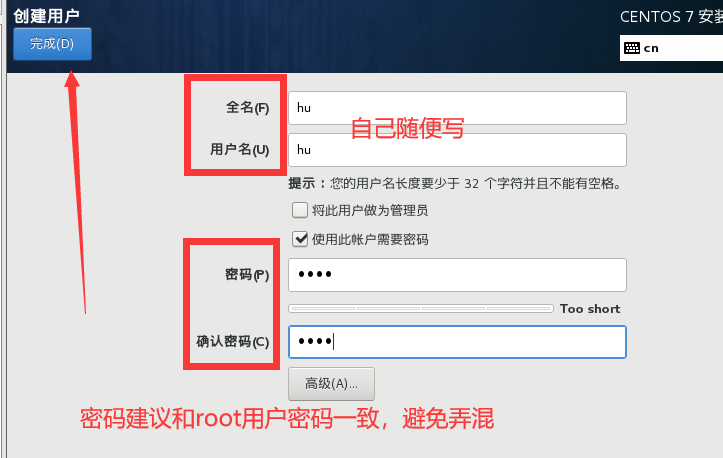 创建用户
CENTOS 7 安装
完成(D)
cn
全名(F)
hu
自己随便写
用户名(U)
hu
提示：您的用户名长度要少于 32 个字符并且不能有空格。
将此用户做为管理员
使用此帐户需要密码
密码(P)
●●●●
Too short
确认密码(C)
●●●●
高级(A)...
密码建议和root用户密码一致，避免弄混